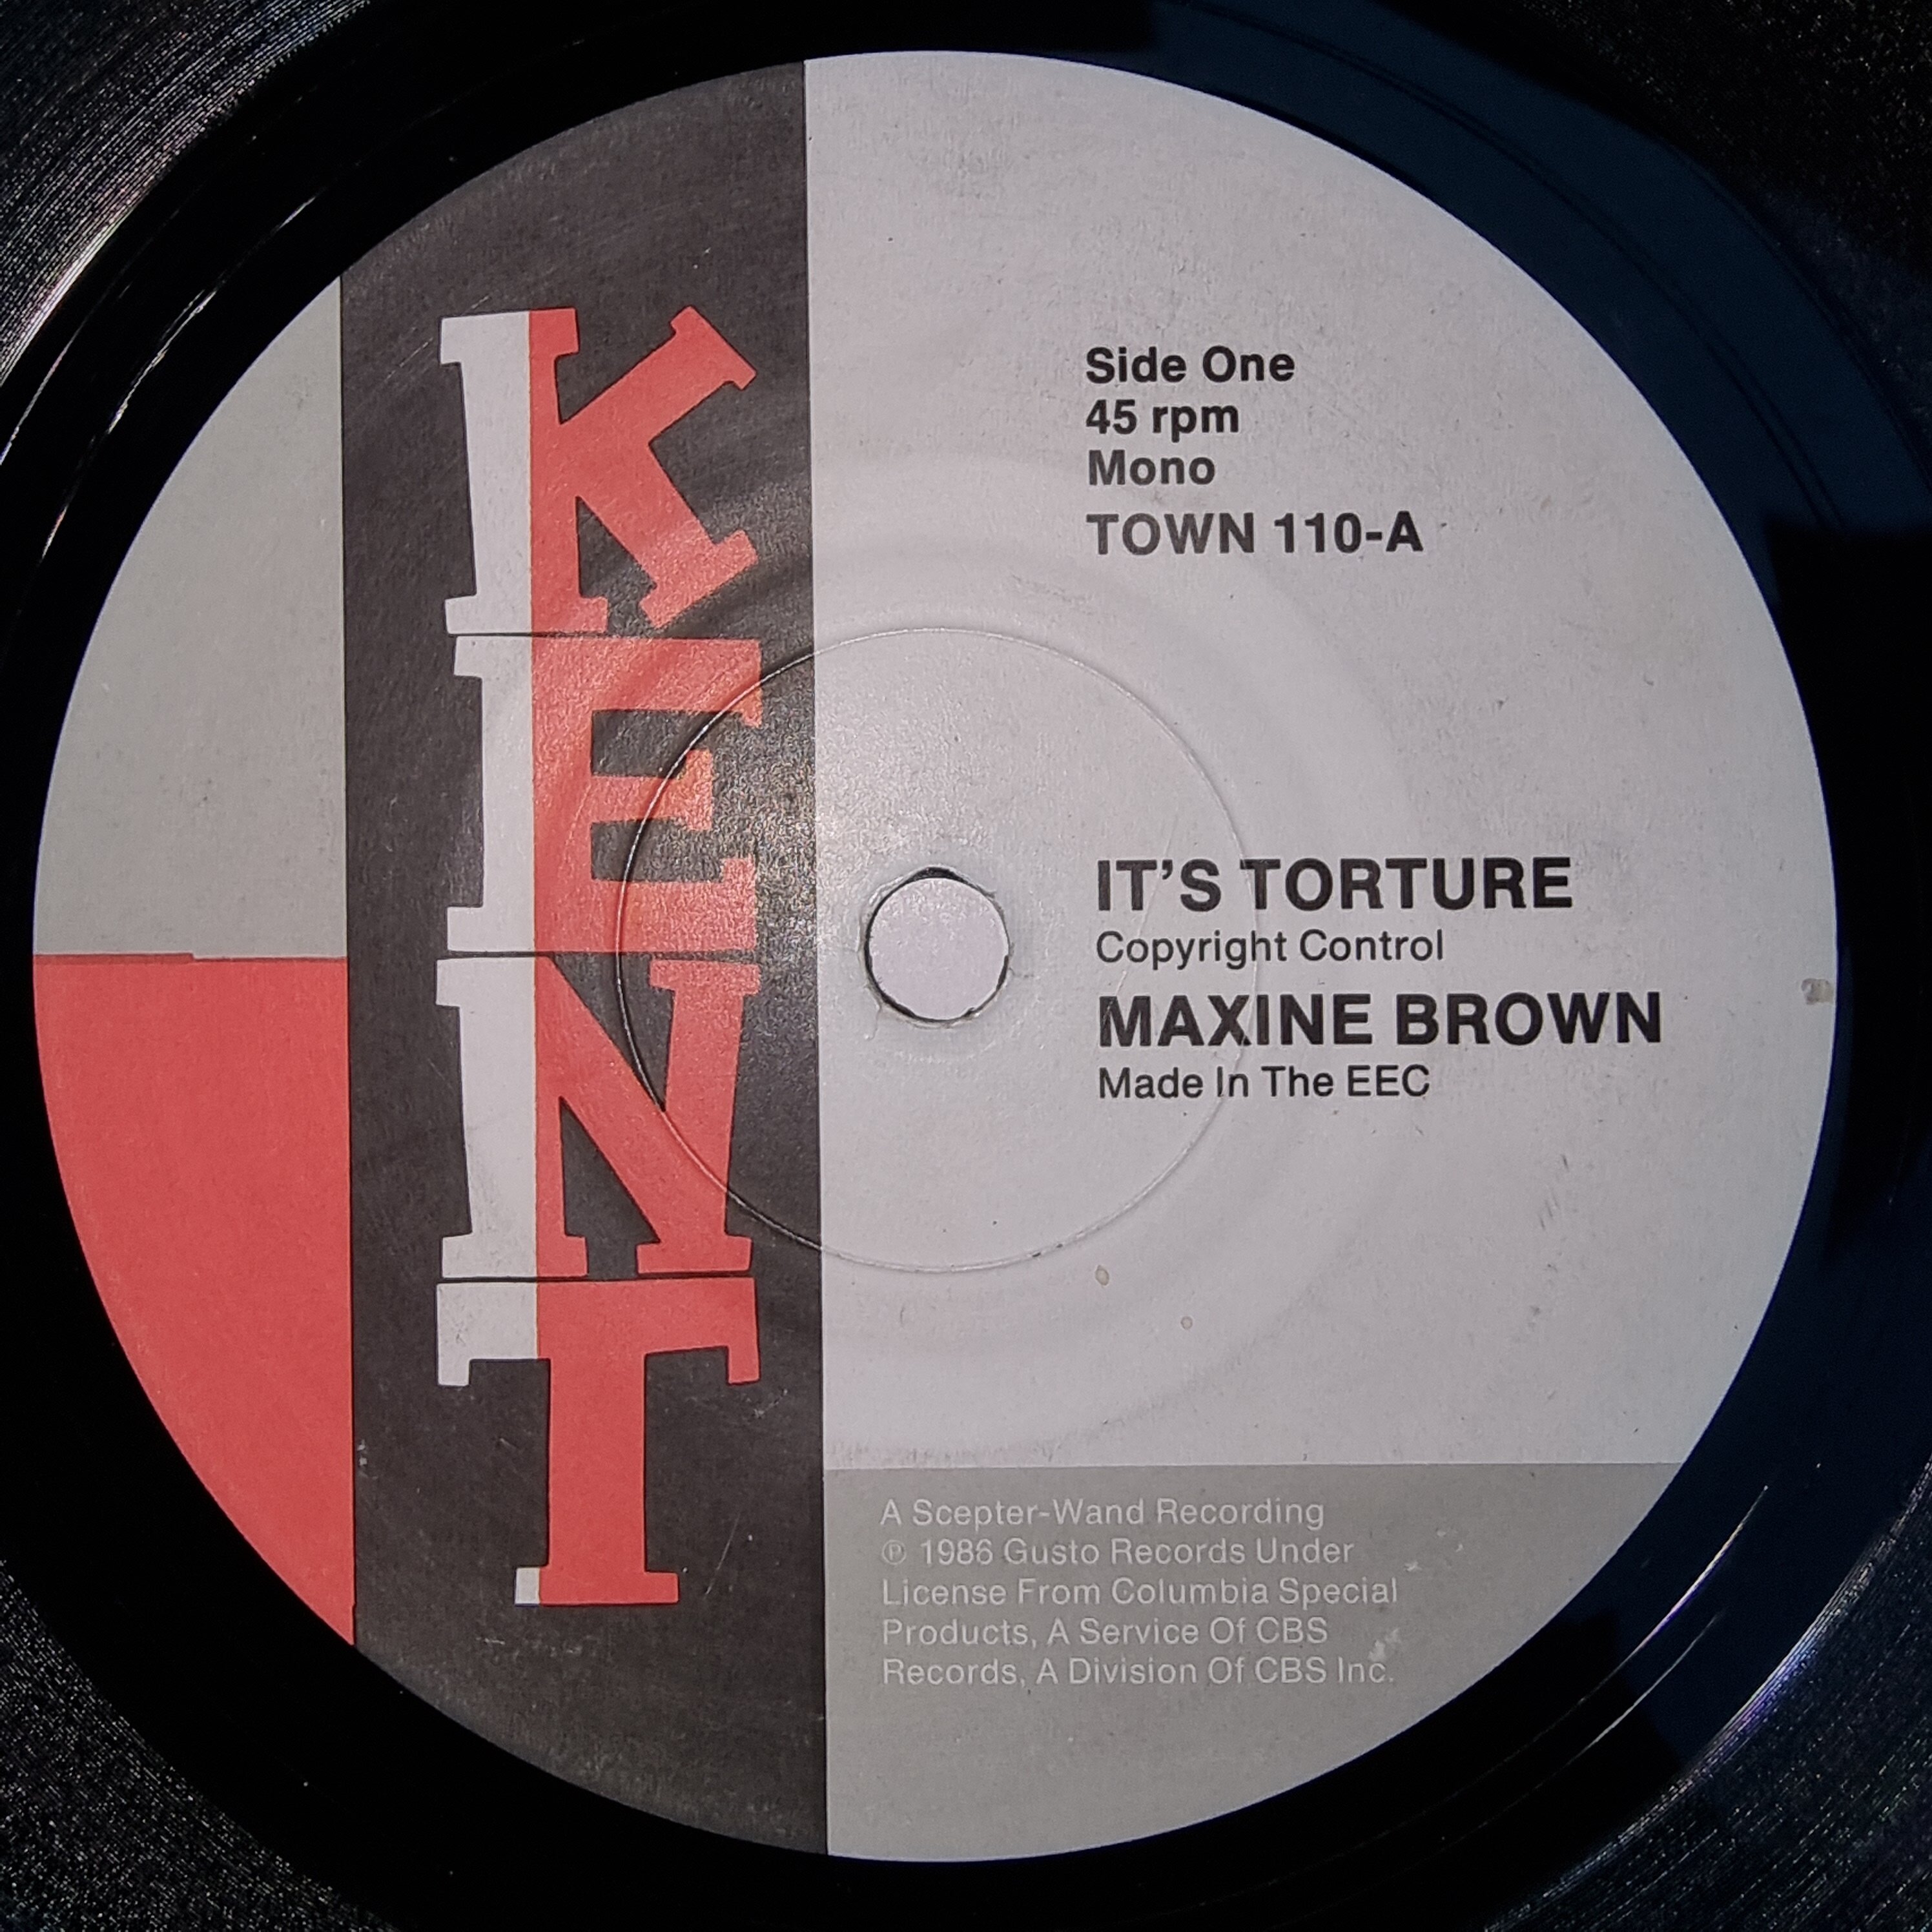 KENT
Side One
45 rpm
Mono
TOWN 110-A
IT'S TORTURE
Copyright Control
MAXINE BROWN
Made In The EEC
A Scepter-Wand Recording
℗ 1986 Gusto Records Under
License From Columbia Special
Products, A Service Of CBS
Records, A Division Of CBS Inc.